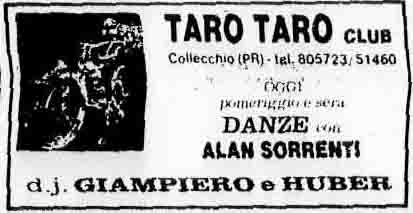 TARO TARO CLUB
Collecchio (PR) - tel. 805723/51460
OGGI
pomeriggio e sera
DANZE con
ALAN SORRENTI
d.j. GIAMPIERO e HUBER